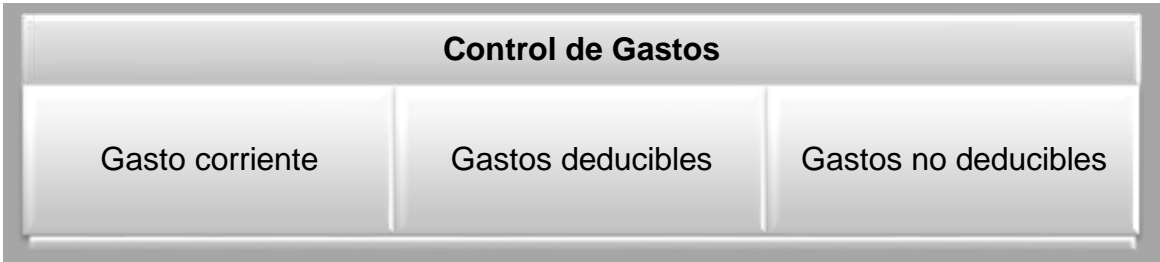 Control de Gastos
Gasto corriente
Gastos deducibles
Gastos no deducibles